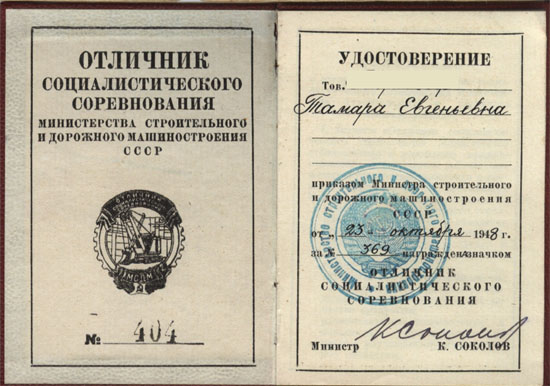 ОТЛИЧНИК
СОЦИАЛИСТИЧЕСКОГО
СОРЕВНОВАНИЯ
МИНИСТЕРСТВА СТРОИТЕЛЬНОГО
И ДОРОЖНОГО МАШИНОСТРОЕНИЯ
СССР
№ 404
УДОСТОВЕРЕНИЕ
Тов.
Тамара Евгеньевна
приказом Министра строительного
и дорожного машиностроения
СССР
от „ 23 - октября 1948 г.
за № 369 награжден значком
ОТЛИЧНИК
СОЦИАЛИСТИЧЕСКОГО
СОРЕВНОВАНИЯ
Министр К. СОКОЛОВ